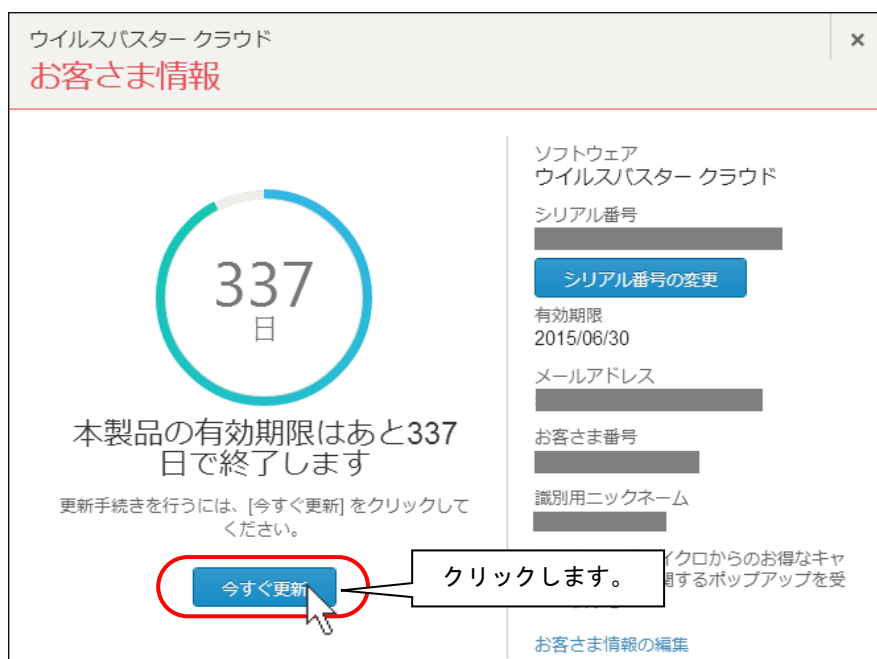 ウイルスバスター クラウド
お客さま情報
×
337
日
本製品の有効期限はあと337
日で終了します
更新手続きを行うには、[今すぐ更新] をクリックして
ください。
今すぐ更新
クリックします。
ソフトウェア
ウイルスバスター クラウド
シリアル番号
シリアル番号の変更
有効期限
2015/06/30
メールアドレス
お客さま番号
識別用ニックネーム
イクロからのお得なキャ
するポップアップを受
お客さま情報の編集